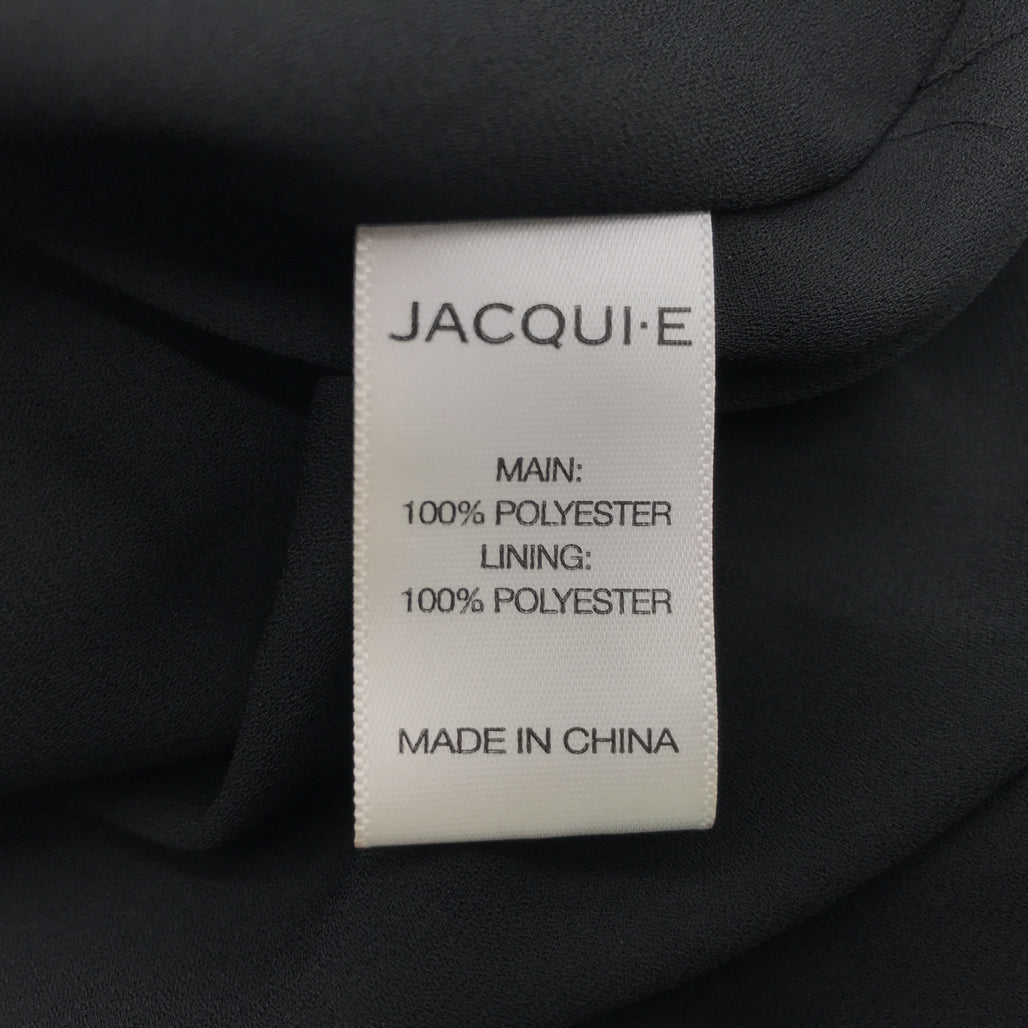 JACQUI·E
MAIN:
100% POLYESTER
LINING:
100% POLYESTER
MADE IN CHINA